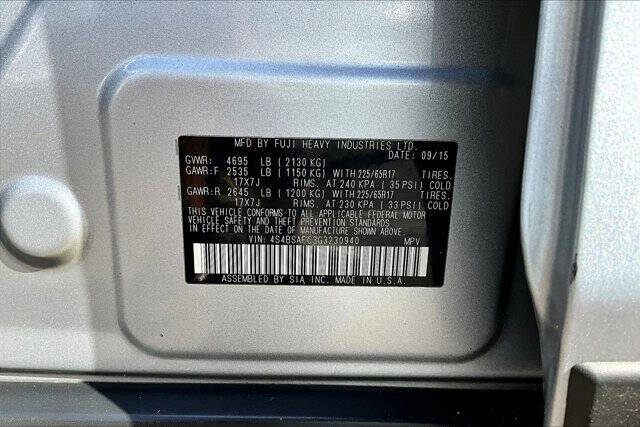 MFD BY FUJI HEAVY INDUSTRIES LTD.
DATE: 09/15
GVWR: 4695 LB (2130 KG)
GAWR:F 2535 LB (1150 KG) WITH 225/65R17 TIRES.
17X7J RIMS. AT 240 KPA (35 PSI) COLD
GAWR:R 2645 LB (1200 KG) WITH 225/65R17 TIRES.
17X7J RIMS. AT 230 KPA (33 PSI) COLD
THIS VEHICLE CONFORMS TO ALL APPLICABLE FEDERAL MOTOR
VEHICLE SAFETY AND THEFT PREVENTION STANDARDS
IN EFFECT ON THE DATE OF MANUFACTURE SHOWN ABOVE.
VIN: 4S4BSAFC3G3230940 MPV
ASSEMBLED BY SIA INC. MADE IN U.S.A.